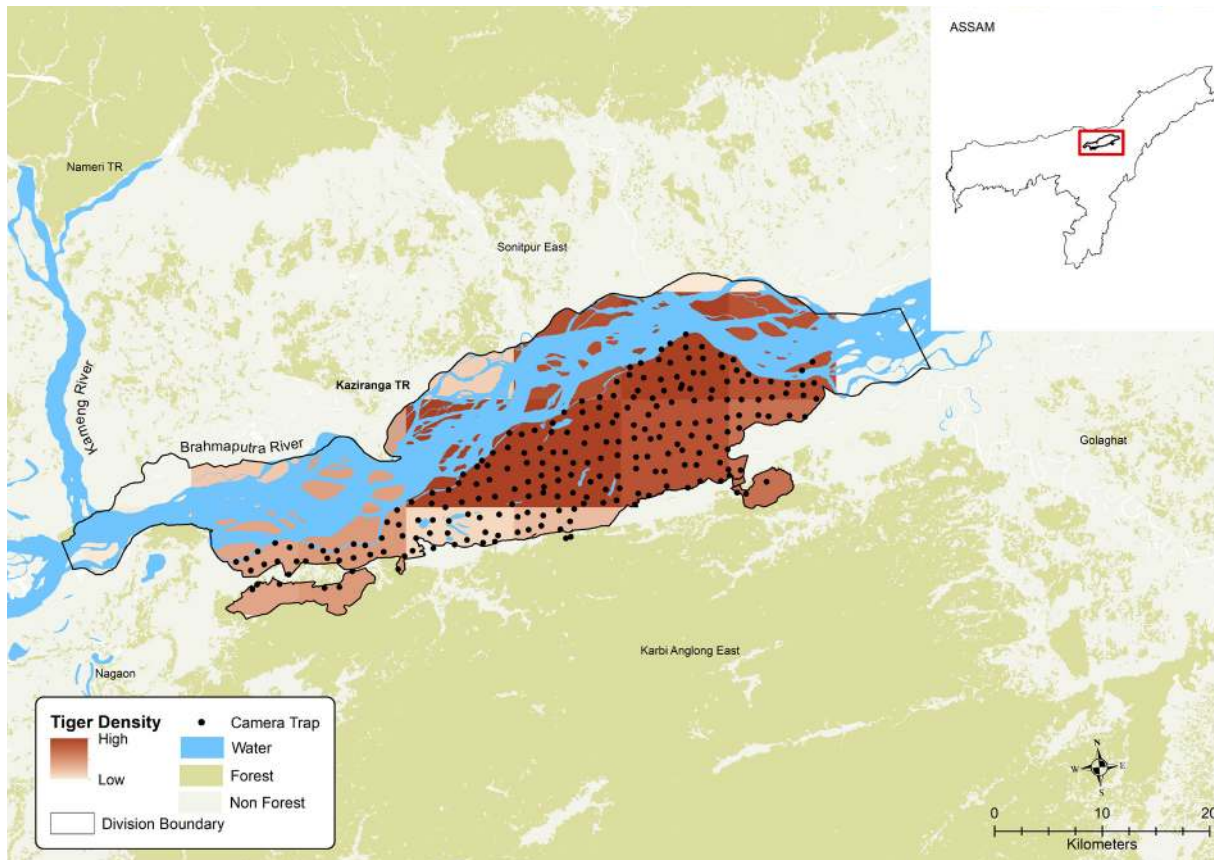 ASSAM
Nameri TR
Sonitpur East
Kaziranga TR
Kameng River
Brahmaputra River
Golaghat
Karbi Anglong East
Nagaon
Tiger Density
High
Low
Camera Trap
Water
Forest
Non Forest
Division Boundary
N
W E
S
0 10 20
Kilometers